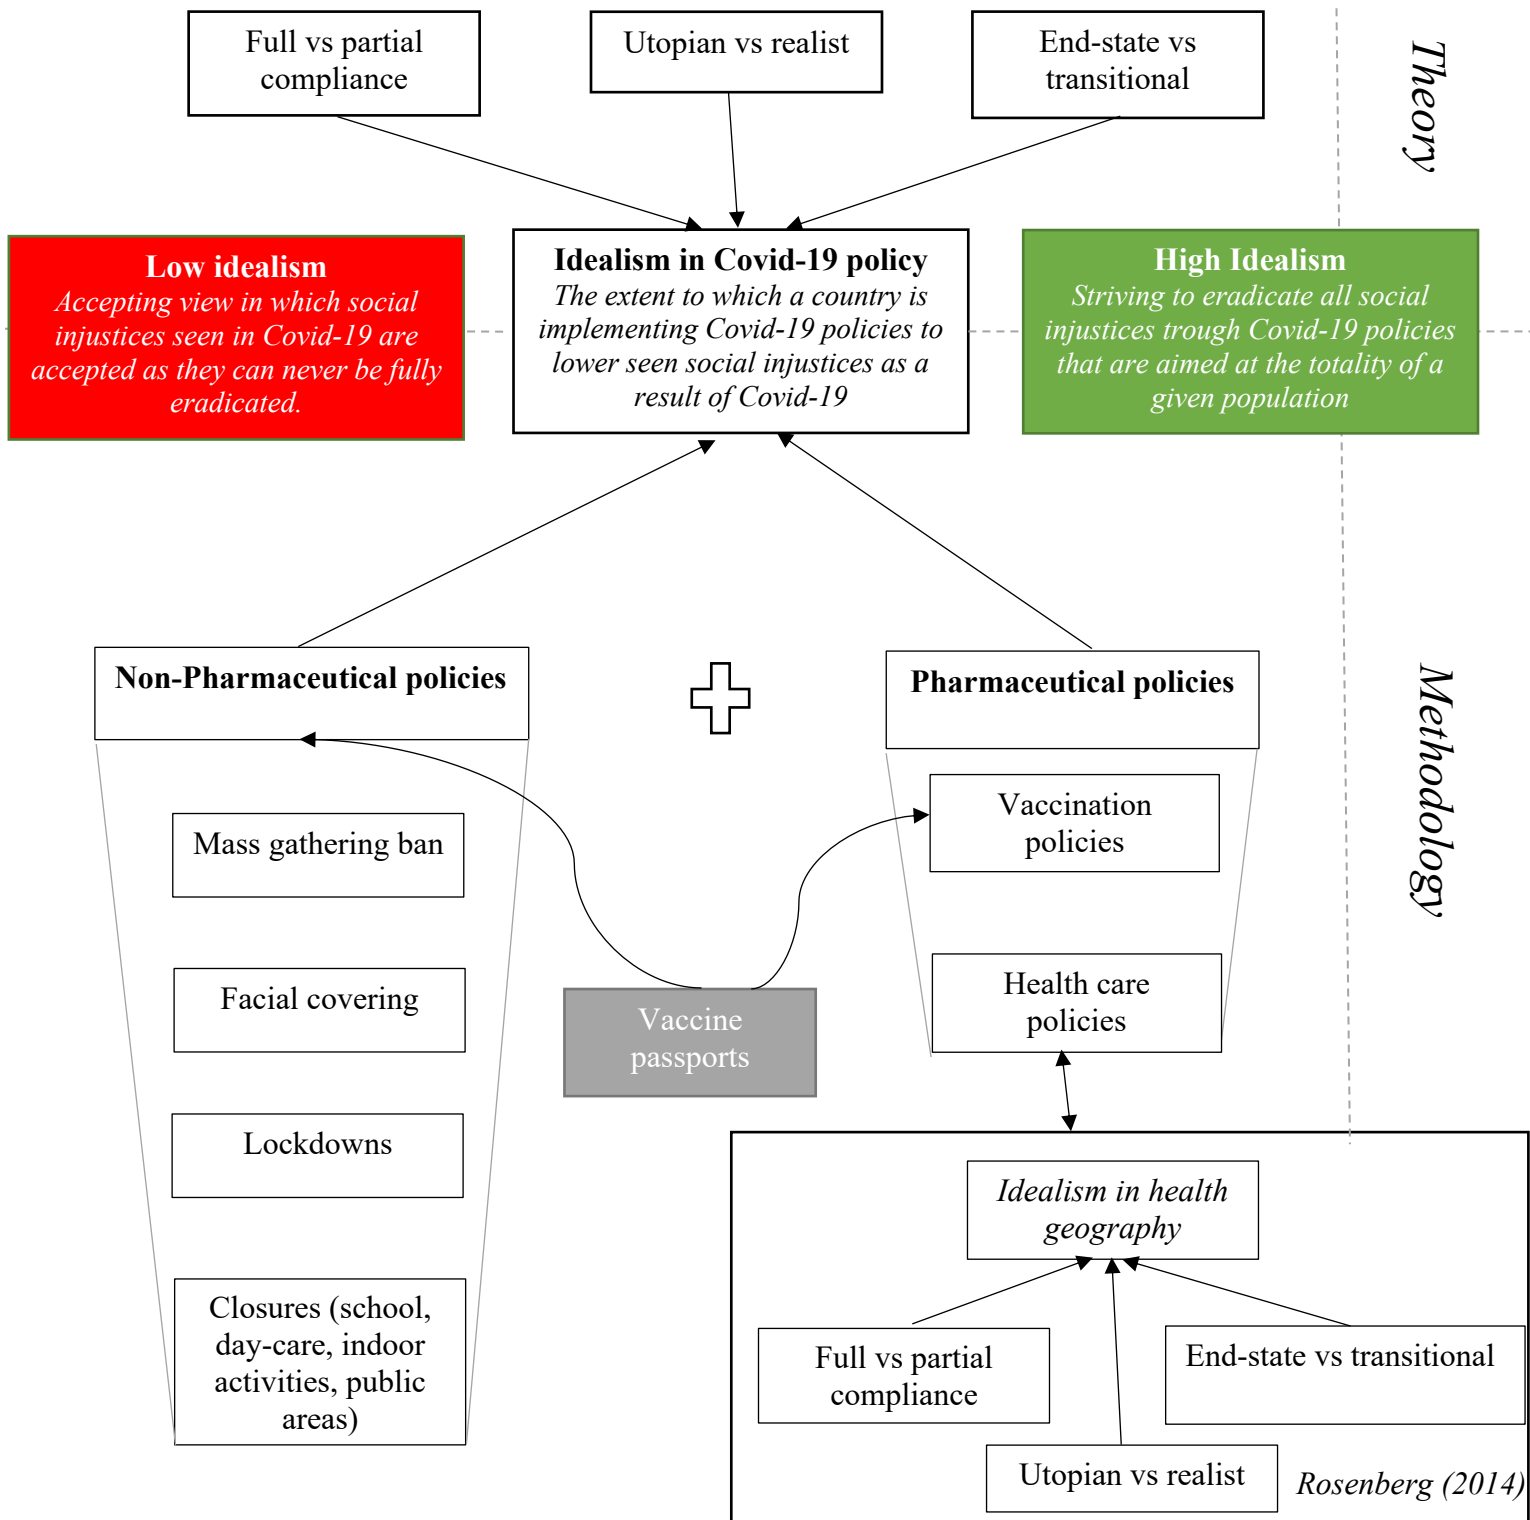 Full vs partial
compliance
Utopian vs realist
End-state vs
transitional
Theory
Low idealism
Accepting view in which social
injustices seen in Covid-19 are
accepted as they can never be fully
eradicated.
Idealism in Covid-19 policy
The extent to which a country is
implementing Covid-19 policies to
lower seen social injustices as a
result of Covid-19
High Idealism
Striving to eradicate all social
injustices trough Covid-19 policies
that are aimed at the totality of a
given population
Non-Pharmaceutical policies
Pharmaceutical policies
Methodology
Mass gathering ban
Facial covering
Lockdowns
Closures (school,
day-care, indoor
activities, public
areas)
Vaccine
passports
Vaccination
policies
Health care
policies
Idealism in health
geography
Full vs partial
compliance
End-state vs transitional
Utopian vs realist
Rosenberg (2014)